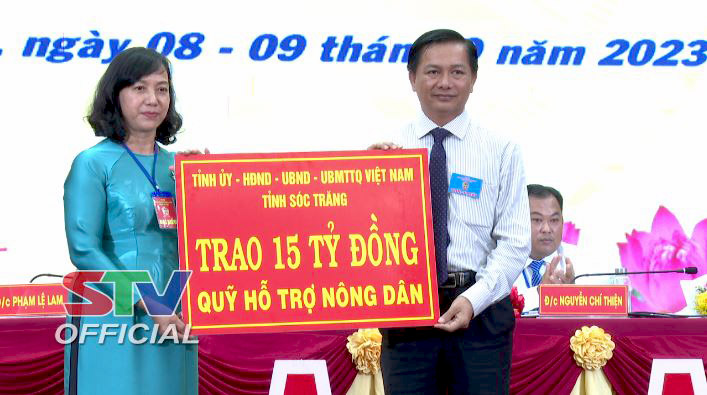 , ngày 08 - 09 tháng 9 năm 2023
TỈNH ỦY - HĐND - UBND - UBMTTQ VIỆT NAM
TỈNH SÓC TRĂNG
TRAO 15 TỶ ĐỒNG
QUỸ HỖ TRỢ NÔNG DÂN
Đ/c PHẠM LỆ LAM
Đ/c NGUYỄN CHÍ THIỆN
STV
OFFICIAL